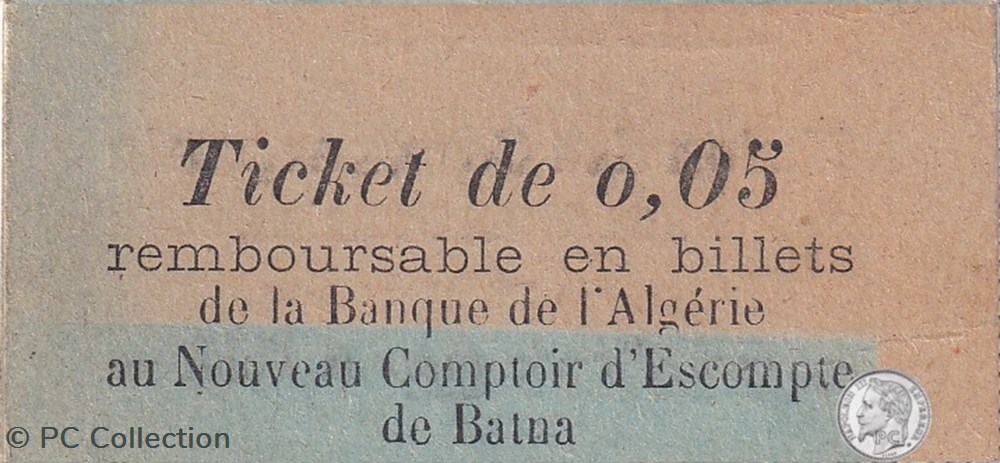 Ticket de 0,05
remboursable en billets
de la Banque de l'Algérie
au Nouveau Comptoir d'Escompte
de Batna
© PC Collection
PC